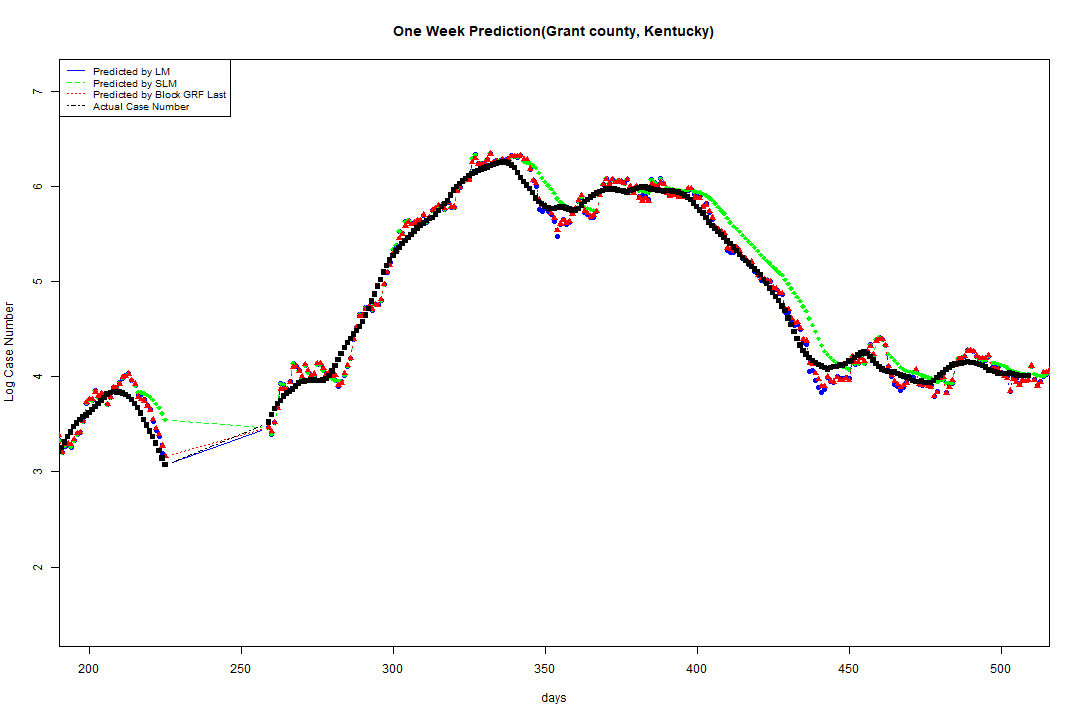 One Week Prediction(Grant county, Kentucky)
Predicted by LM
Predicted by SLM
Predicted by Block GRF Last
Actual Case Number
7
6
5
4
3
2
Log Case Number
200 250 300 350 400 450 500
days